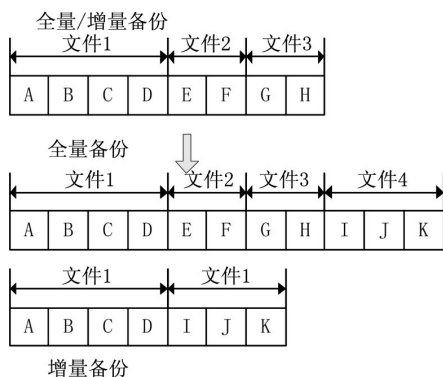 全量/增量备份
文件1 文件2 文件3
A B C D E F G H
全量备份
文件1 文件2 文件3 文件4
A B C D E F G H I J K
文件1 文件1
A B C D I J K
增量备份